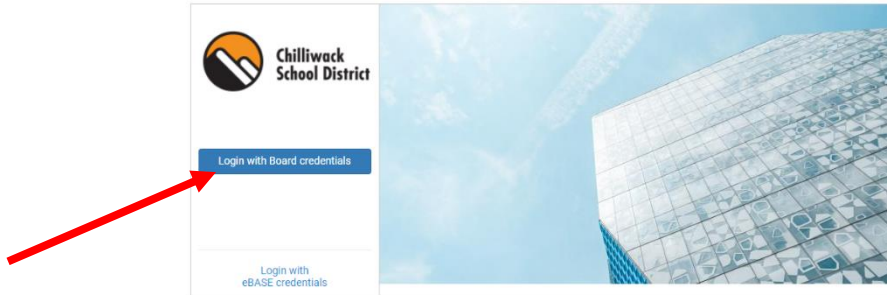 Chilliwack
School District
Login with Board credentials
Login with
eBASE credentials